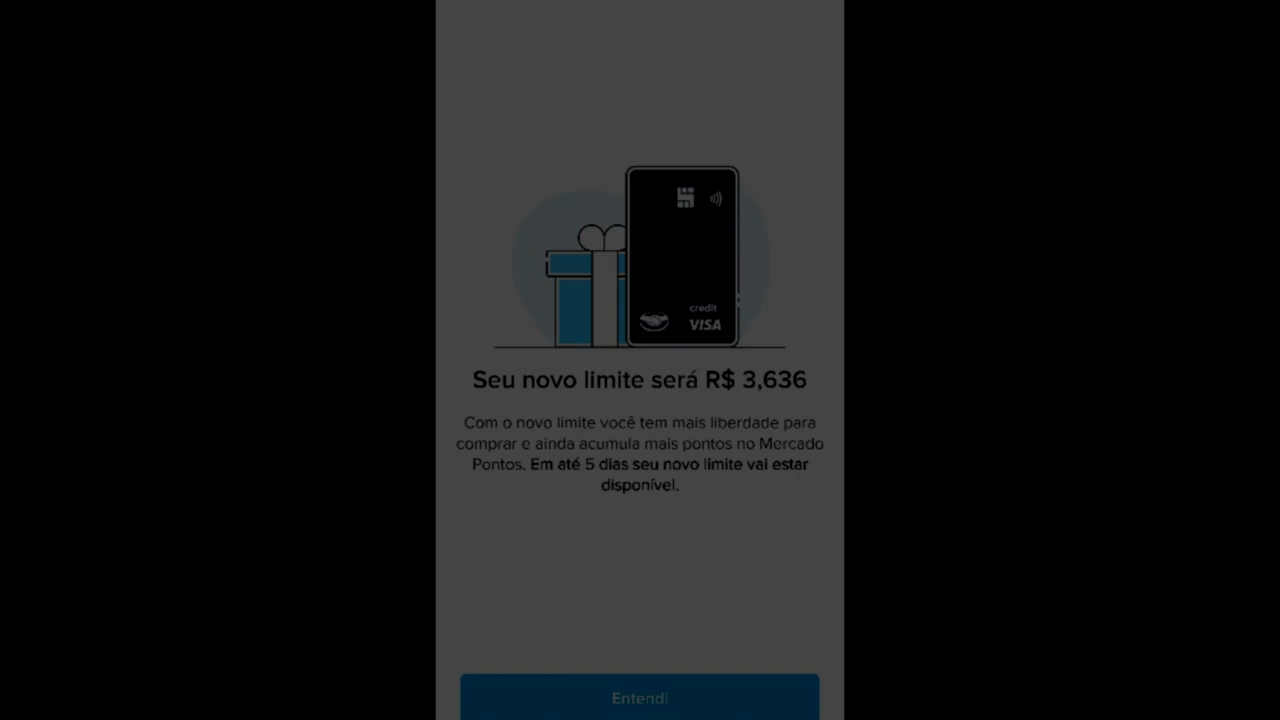 credit
VISA
Seu novo limite será R$ 3,636
Com o novo limite você tem mais liberdade para
comprar e ainda acumula mais pontos no Mercado
Pontos. Em até 5 dias seu novo limite vai estar
disponível.
Entendi